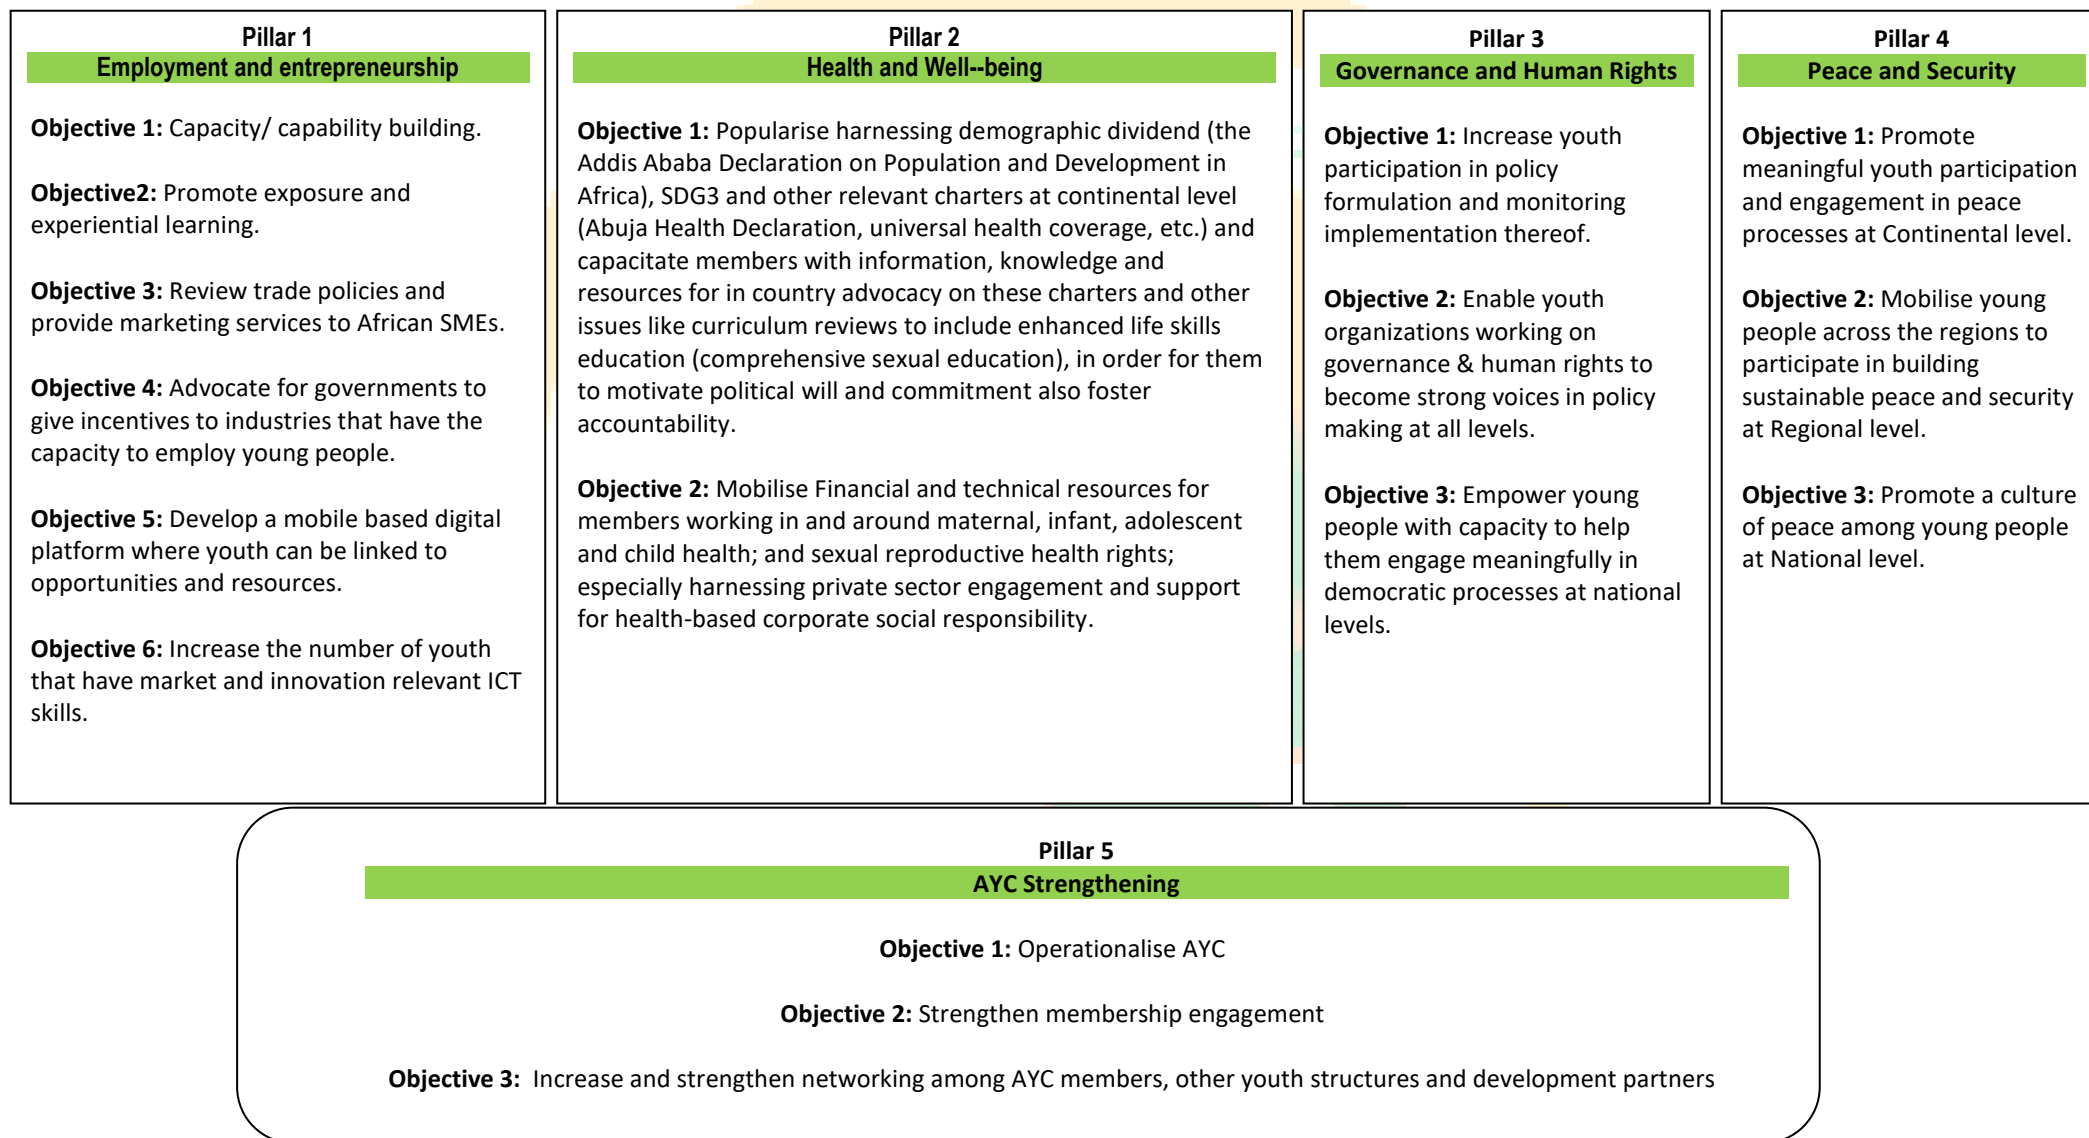 Pillar 1
Employment and entrepreneurship
Objective 1: Capacity/ capability building.
Objective2: Promote exposure and
experiential learning.
Objective 3: Review trade policies and
provide marketing services to African SMEs.
Objective 4: Advocate for governments to
give incentives to industries that have the
capacity to employ young people.
Objective 5: Develop a mobile based digital
platform where youth can be linked to
opportunities and resources.
Objective 6: Increase the number of youth
that have market and innovation relevant ICT
skills.
Pillar 2
Health and Well--being
Objective 1: Popularise harnessing demographic dividend (the
Addis Ababa Declaration on Population and Development in
Africa), SDG3 and other relevant charters at continental level
(Abuja Health Declaration, universal health coverage, etc.) and
capacitate members with information, knowledge and
resources for in country advocacy on these charters and other
issues like curriculum reviews to include enhanced life skills
education (comprehensive sexual education), in order for them
to motivate political will and commitment also foster
accountability.
Objective 2: Mobilise Financial and technical resources for
members working in and around maternal, infant, adolescent
and child health; and sexual reproductive health rights;
especially harnessing private sector engagement and support
for health-based corporate social responsibility.
Pillar 3
Governance and Human Rights
Objective 1: Increase youth
participation in policy
formulation and monitoring
implementation thereof.
Objective 2: Enable youth
organizations working on
governance & human rights to
become strong voices in policy
making at all levels.
Objective 3: Empower young
people with capacity to help
them engage meaningfully in
democratic processes at national
levels.
Pillar 4
Peace and Security
Objective 1: Promote
meaningful youth participation
and engagement in peace
processes at Continental level.
Objective 2: Mobilise young
people across the regions to
participate in building
sustainable peace and security
at Regional level.
Objective 3: Promote a culture
of peace among young people
at National level.
Pillar 5
AYC Strengthening
Objective 1: Operationalise AYC
Objective 2: Strengthen membership engagement
Objective 3: Increase and strengthen networking among AYC members, other youth structures and development partners